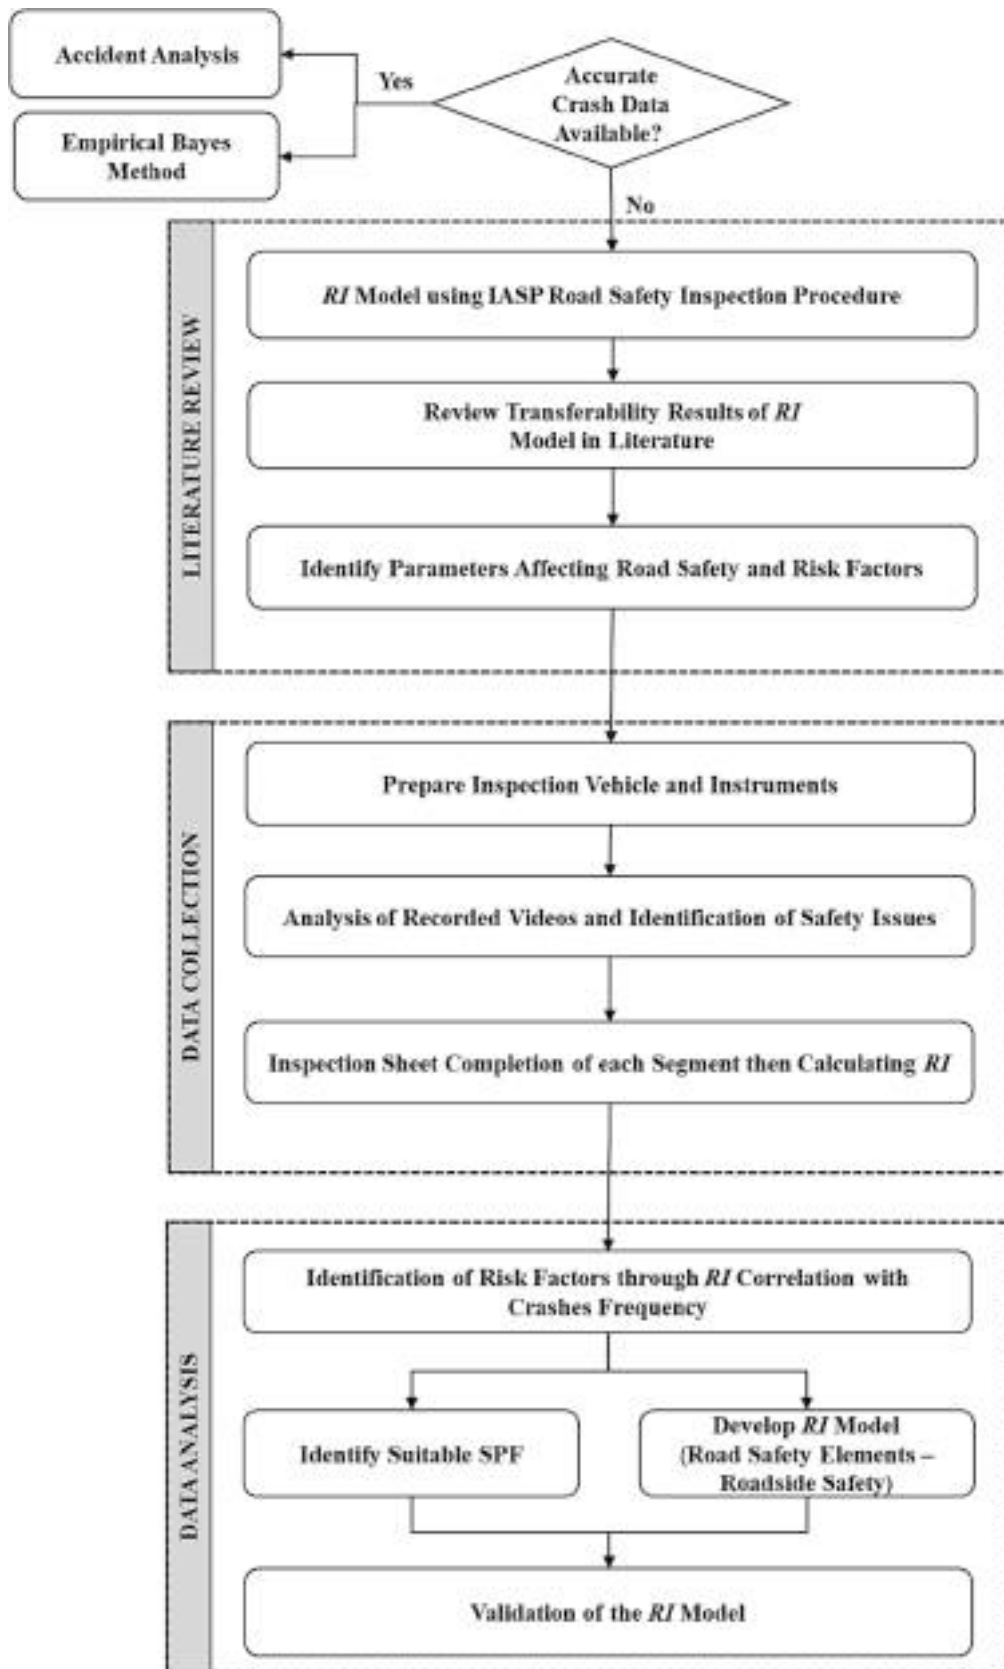 Accident Analysis
Yes
Accurate
Crash Data
Available?
Empirical Bayes
Method
No
LITERATURE REVIEW
RI Model using IASP Road Safety Inspection Procedure
Review Transferability Results of RI
Model in Literature
Identify Parameters Affecting Road Safety and Risk Factors
DATA COLLECTION
Prepare Inspection Vehicle and Instruments
Analysis of Recorded Videos and Identification of Safety Issues
Inspection Sheet Completion of each Segment then Calculating RI
DATA ANALYSIS
Identification of Risk Factors through RI Correlation with
Crashes Frequency
Identify Suitable SPF
Develop RI Model
(Road Safety Elements –
Roadside Safety)
Validation of the RI Model